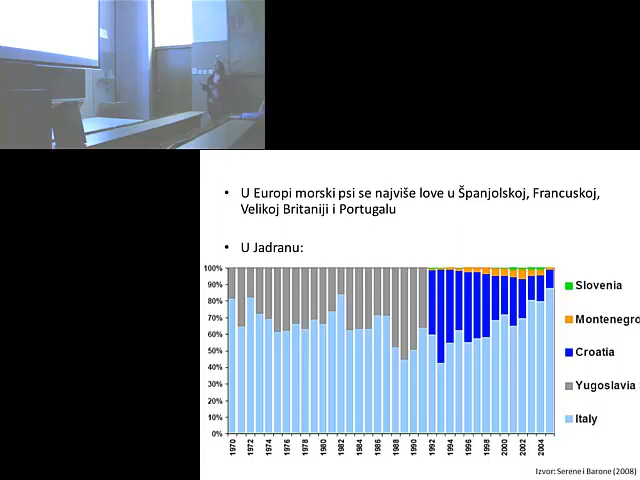 • U Europi morski psi se najviše love u Španjolskoj, Francuskoj,
Velikoj Britaniji i Portugalu
• U Jadranu:
100%
90%
80%
70%
60%
50%
40%
30%
20%
10%
0%
1970 1972 1974 1976 1978 1980 1982 1984 1986 1988 1990 1992 1994 1996 1998 2000 2002 2004
Slovenia
Montenegro
Croatia
Yugoslavia
Italy
Izvor: Serene i Barone (2008)